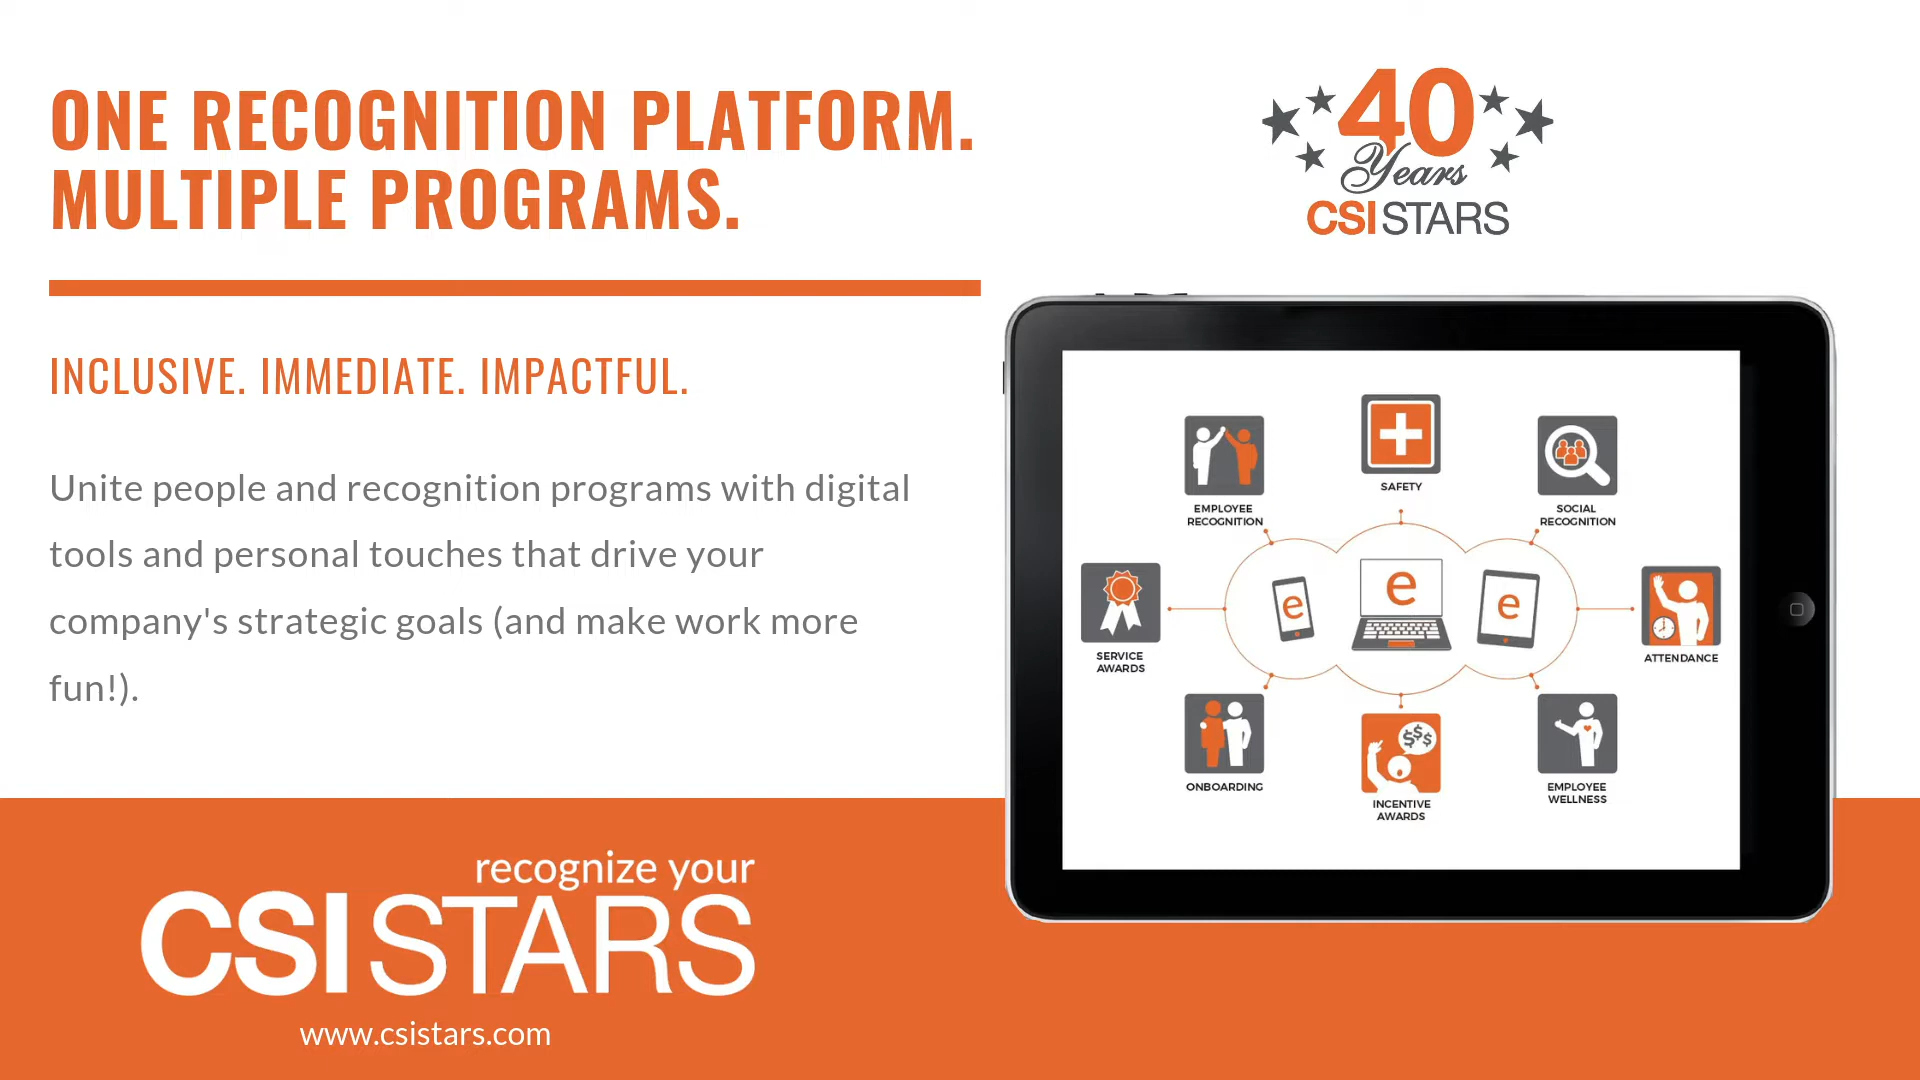 ONE RECOGNITION PLATFORM.
MULTIPLE PROGRAMS.
INCLUSIVE. IMMEDIATE. IMPACTFUL.
Unite people and recognition programs with digital
tools and personal touches that drive your
company's strategic goals (and make work more
fun!).
40
Years
CSI STARS
SAFETY
EMPLOYEE
RECOGNITION
SOCIAL
RECOGNITION
SERVICE
AWARDS
e
e
e
ATTENDANCE
ONBOARDING
$$$
INCENTIVE
AWARDS
EMPLOYEE
WELLNESS
recognize your
CSI STARS
www.csistars.com